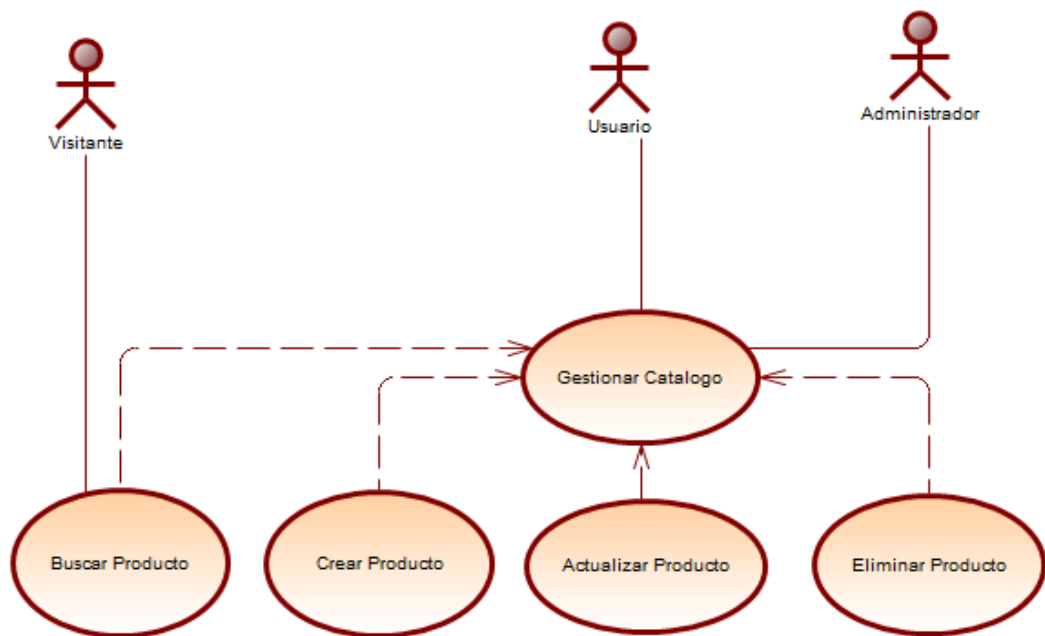 Visitante
Usuario
Administrador
Gestionar Catalogo
Buscar Producto
Crear Producto
Actualizar Producto
Eliminar Producto